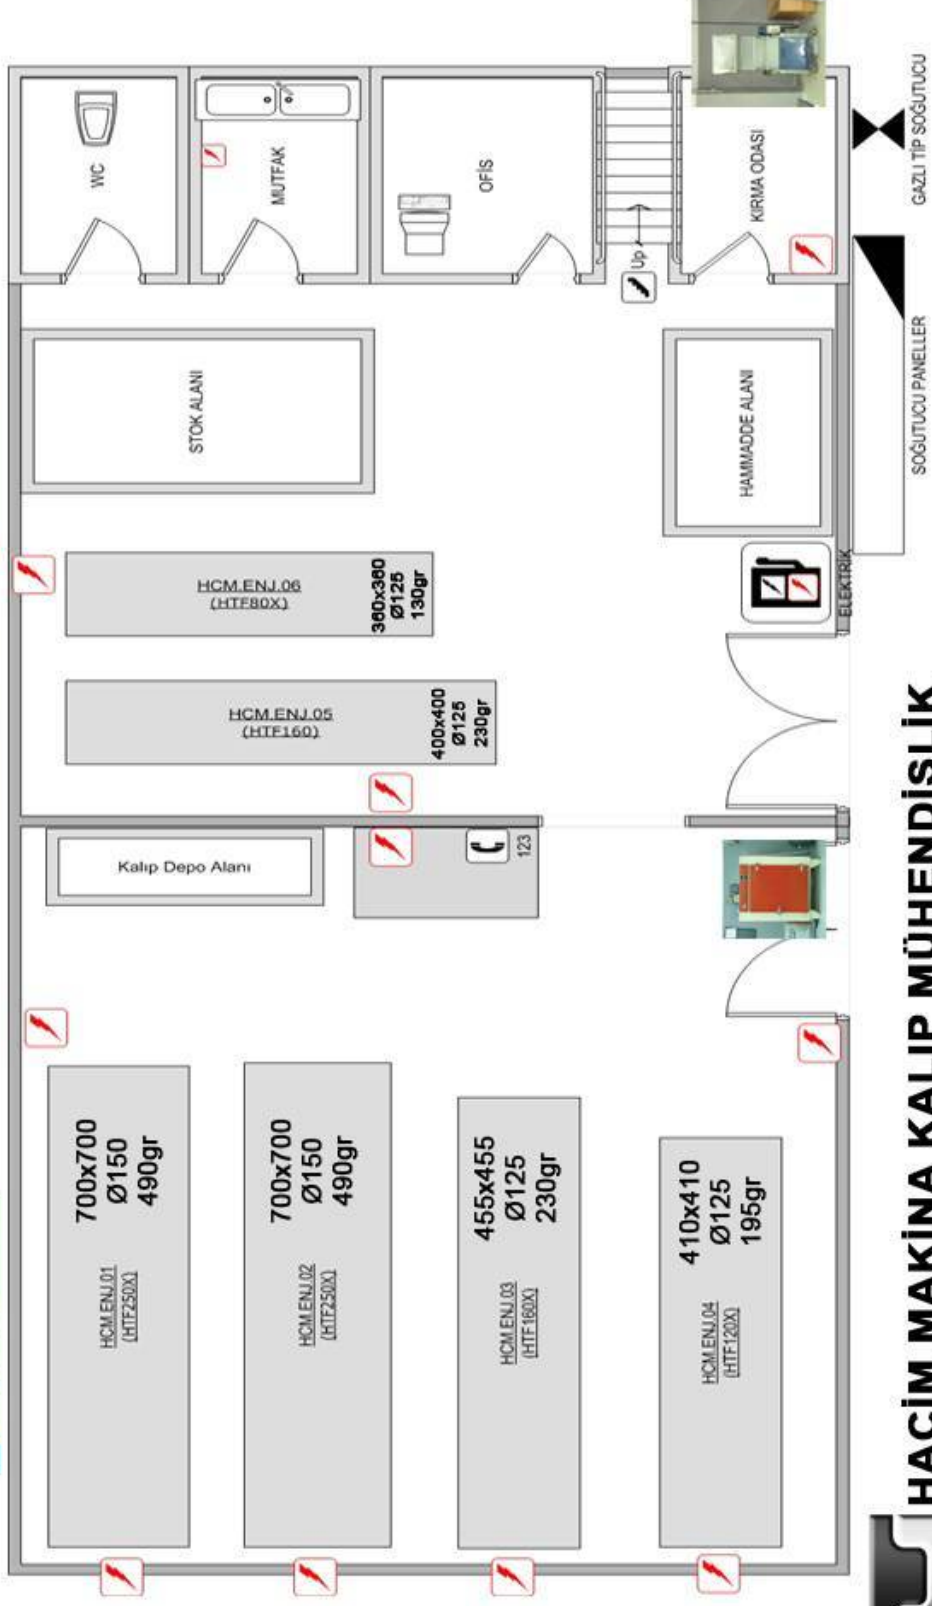 WC
MUTFAK
OFİS
KIRMA ODASI
Up
STOK ALANI
HAMMADDE ALANI
GAZLI TİP SOĞUTUCU
SOĞUTUCU PANELLER
ELEKTRİK
HCM.ENJ.06
(HTF80X)
360x360
Ø125
130gr
HCM.ENJ.05
(HTF160)
400x400
Ø125
230gr
Kalıp Depo Alanı
123
700x700
Ø150
490gr
HCM.ENJ.01
(HTF250X)
700x700
Ø150
490gr
HCM.ENJ.02
(HTF250X)
455x455
Ø125
230gr
HCM.ENJ.03
(HTF160X)
410x410
Ø125
195gr
HCM.ENJ.04
(HTF120X)
HACİM MAKİNA KALIP MÜHENDİSLİK